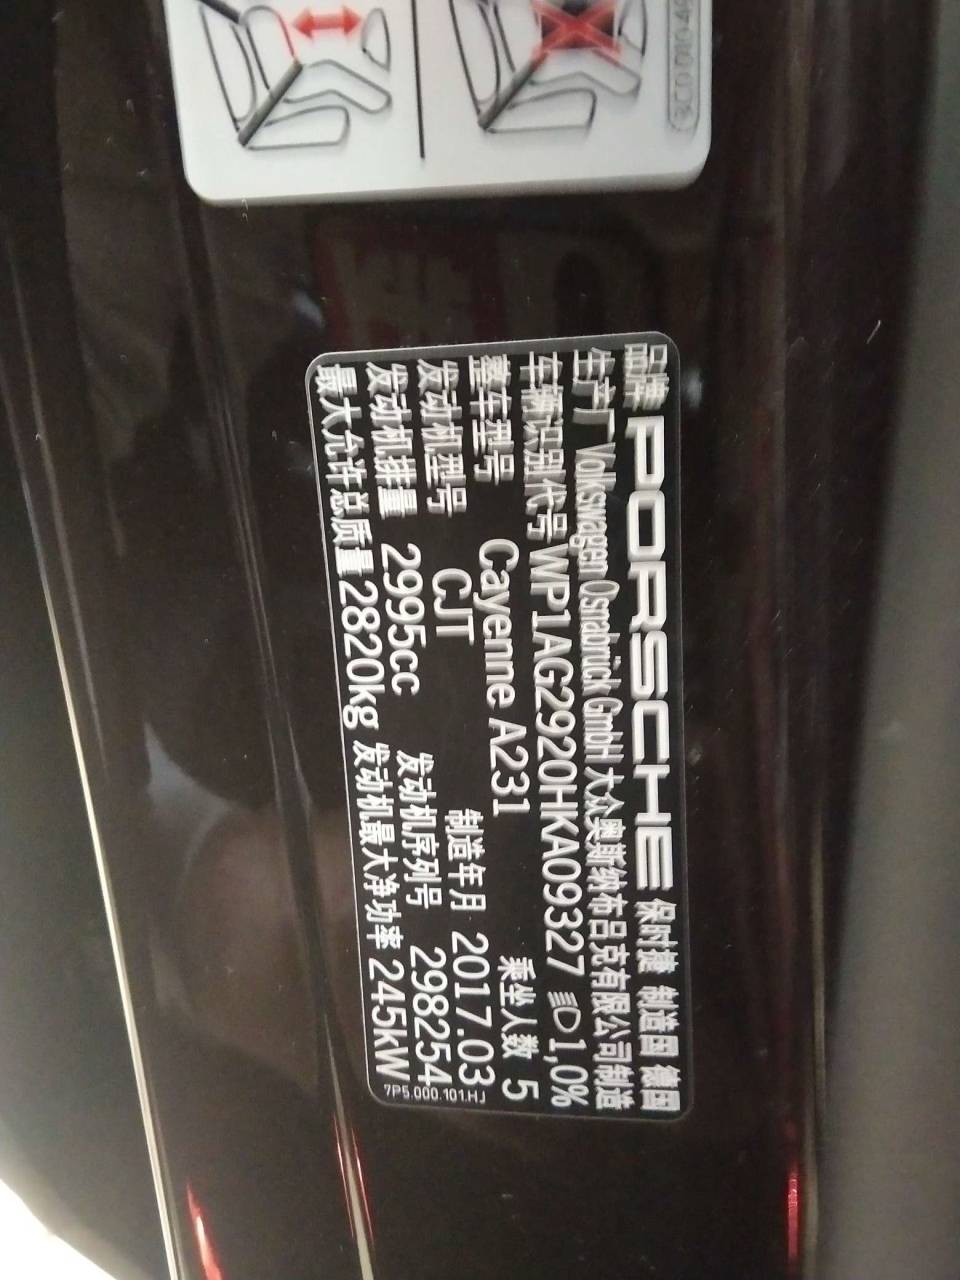 品牌 PORSCHE 保时捷 制造国 德国
生产厂 Volkswagen Osnabrück GmbH 大众奥斯纳布吕克有限公司制造
车辆识别代号 WP1AG2920HKA09327 1,0%
整车型号 Cayenne A231 乘坐人数 5
发动机型号 CJT 制造年月 2017.03
发动机排量 2995cc 发动机序列号 298254
最大允许总质量 2820kg 发动机最大净功率 245kW
7P5.000.101.HJ